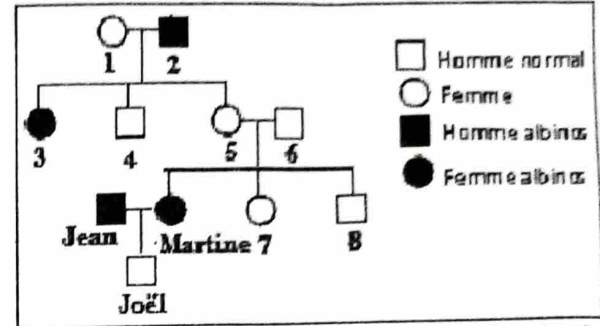 1 2
3 4 5 6
Jean Martine 7 8
Joël
Homme normal
Femme
Homme albinos
Femme albinos